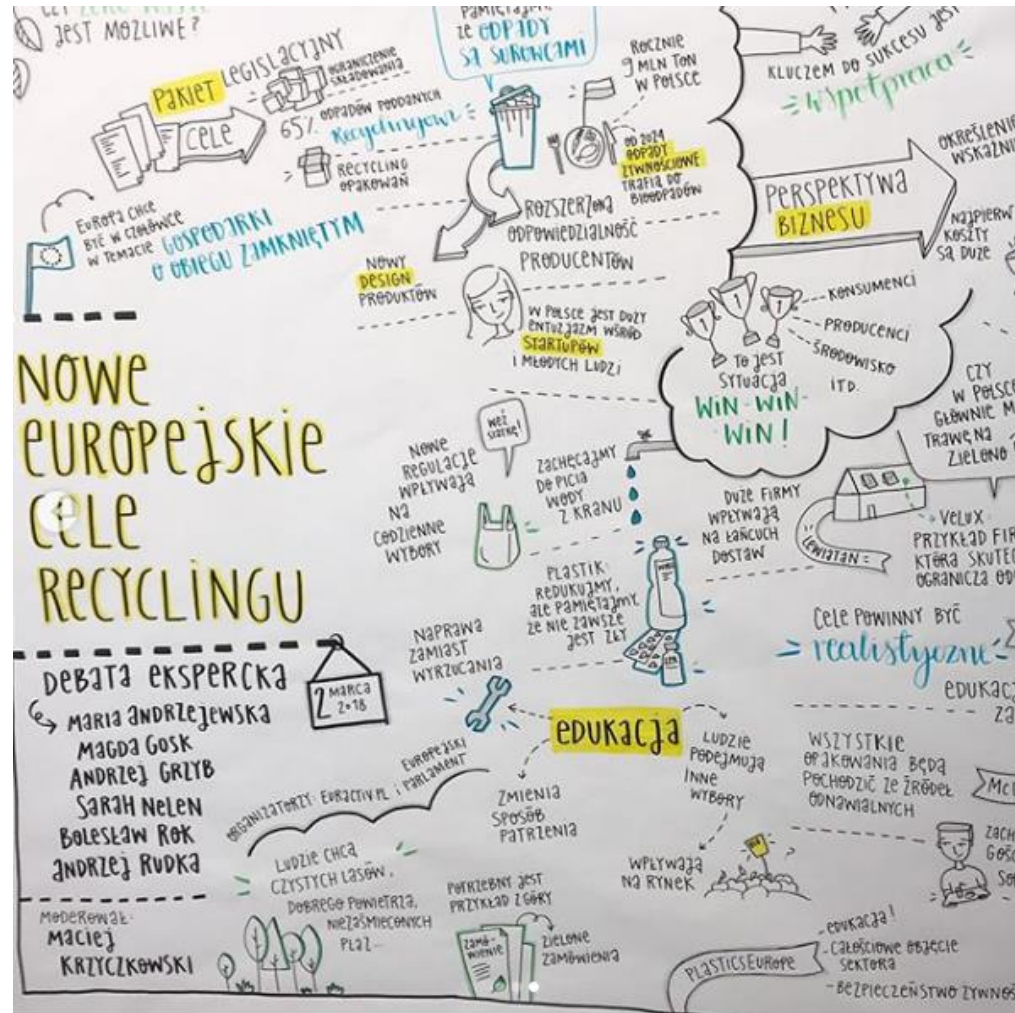 JEST MOŻLIWE?
PAKIET LEGISLACYJNY
CELE
OGRANICZENIE
SKŁADOWANIA
65% ODPADÓW PODDANYCH
Recyclingowi
RECYCLING
OPAKOWAŃ
PAMIĘTAJMY,
ŻE ODPADY
SĄ SUROWCAMI
ROCZNIE
9 MLN TON
W POLSCE
OD 2024
ODPADY
ŻYWNOŚCIOWE
TRAFIĄ DO
BIOODPADÓW
KLUCZEM DO SUKCESU JEST
współpraca
EUROPA CHCE
BYĆ W CZOŁÓWCE
W TEMACIE GOSPODARKI
O OBIEGU ZAMKNIĘTYM
ROZSZERZONA
ODPOWIEDZIALNOŚĆ
PRODUCENTÓW
NOWY
DESIGN
PRODUKTÓW
W POLSCE JEST DUŻY
ENTUZJAZM WŚRÓD
STARTUPÓW
I MŁODYCH LUDZI
PERSPEKTYWA
BIZNESU
OKREŚLENIE
NAJPIERW
KOSZTY
SĄ DUŻE
1 1 1
KONSUMENCI
PRODUCENCI
ŚRODOWISKO
ITD.
TO JEST
SYTUACJA
WIN-WIN-
WIN!
NOWE
EUROPEJSKIE
CELE
RECYCLINGU
NOWE
REGULACJE
WPŁYWAJĄ
NA
CODZIENNE
WYBORY
WEŹ
SIATKĘ!
ZACHĘCAJMY
DO PICIA
WODY
Z KRANU
DUŻE FIRMY
WPŁYWAJĄ
NA ŁAŃCUCH
DOSTAW
CZY
W POLSCE
GŁÓWNIE
TRAWĘ NA
ZIELONO
LEWIATAN
VELUX
PRZYKŁAD
KTÓRA
OGRANICZA
PLASTIK
REDUKUJMY,
ALE PAMIĘTAJMY,
ŻE NIE ZAWSZE
JEST ZŁY
NAPRAWA
ZAMIAST
WYRZUCANIA
CELE POWINNY BYĆ
realistyczne
DEBATA EKSPERCKA
2 MARCA
2018
MARIA ANDRZEJEWSKA
MAGDA GOSK
ANDRZEJ GRZYB
SARAH NELEN
BOLESŁAW ROK
ANDRZEJ RUDKA
MODEROWAŁ:
MACIEJ
KRZYCZKOWSKI
ORGANIZATORZY: EURACTIV.PL i EUROPEJSKI
PARLAMENT
EDUKACJA
ZMIENIA
SPOSÓB
PATRZENIA
LUDZIE
PODEJMUJĄ
INNE
WYBORY
WPŁYWAJĄ
NA RYNEK
WSZYSTKIE
OPAKOWANIA BĘDĄ
POCHODZIĆ ZE ŹRÓDEŁ
ODNAWIALNYCH
LUDZIE CHCĄ
CZYSTYCH LASÓW,
DOBREGO POWIETRZA,
NIEZAŚMIECONYCH
PLAŻ...
POTRZEBNY JEST
PRZYKŁAD Z GÓRY
ZAMÓ-
WIENIE
ZIELONE
ZAMÓWIENIA
PLASTICSEUROPE
- EDUKACJA!
- CAŁOŚCIOWE OBJĘCIE
SEKTORA
- BEZPIECZEŃSTWO